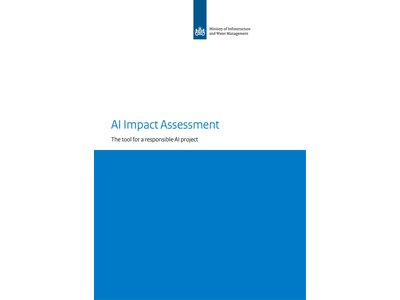 Ministry of Infrastructure
and Water Management
AI Impact Assessment
The tool for a responsible AI project